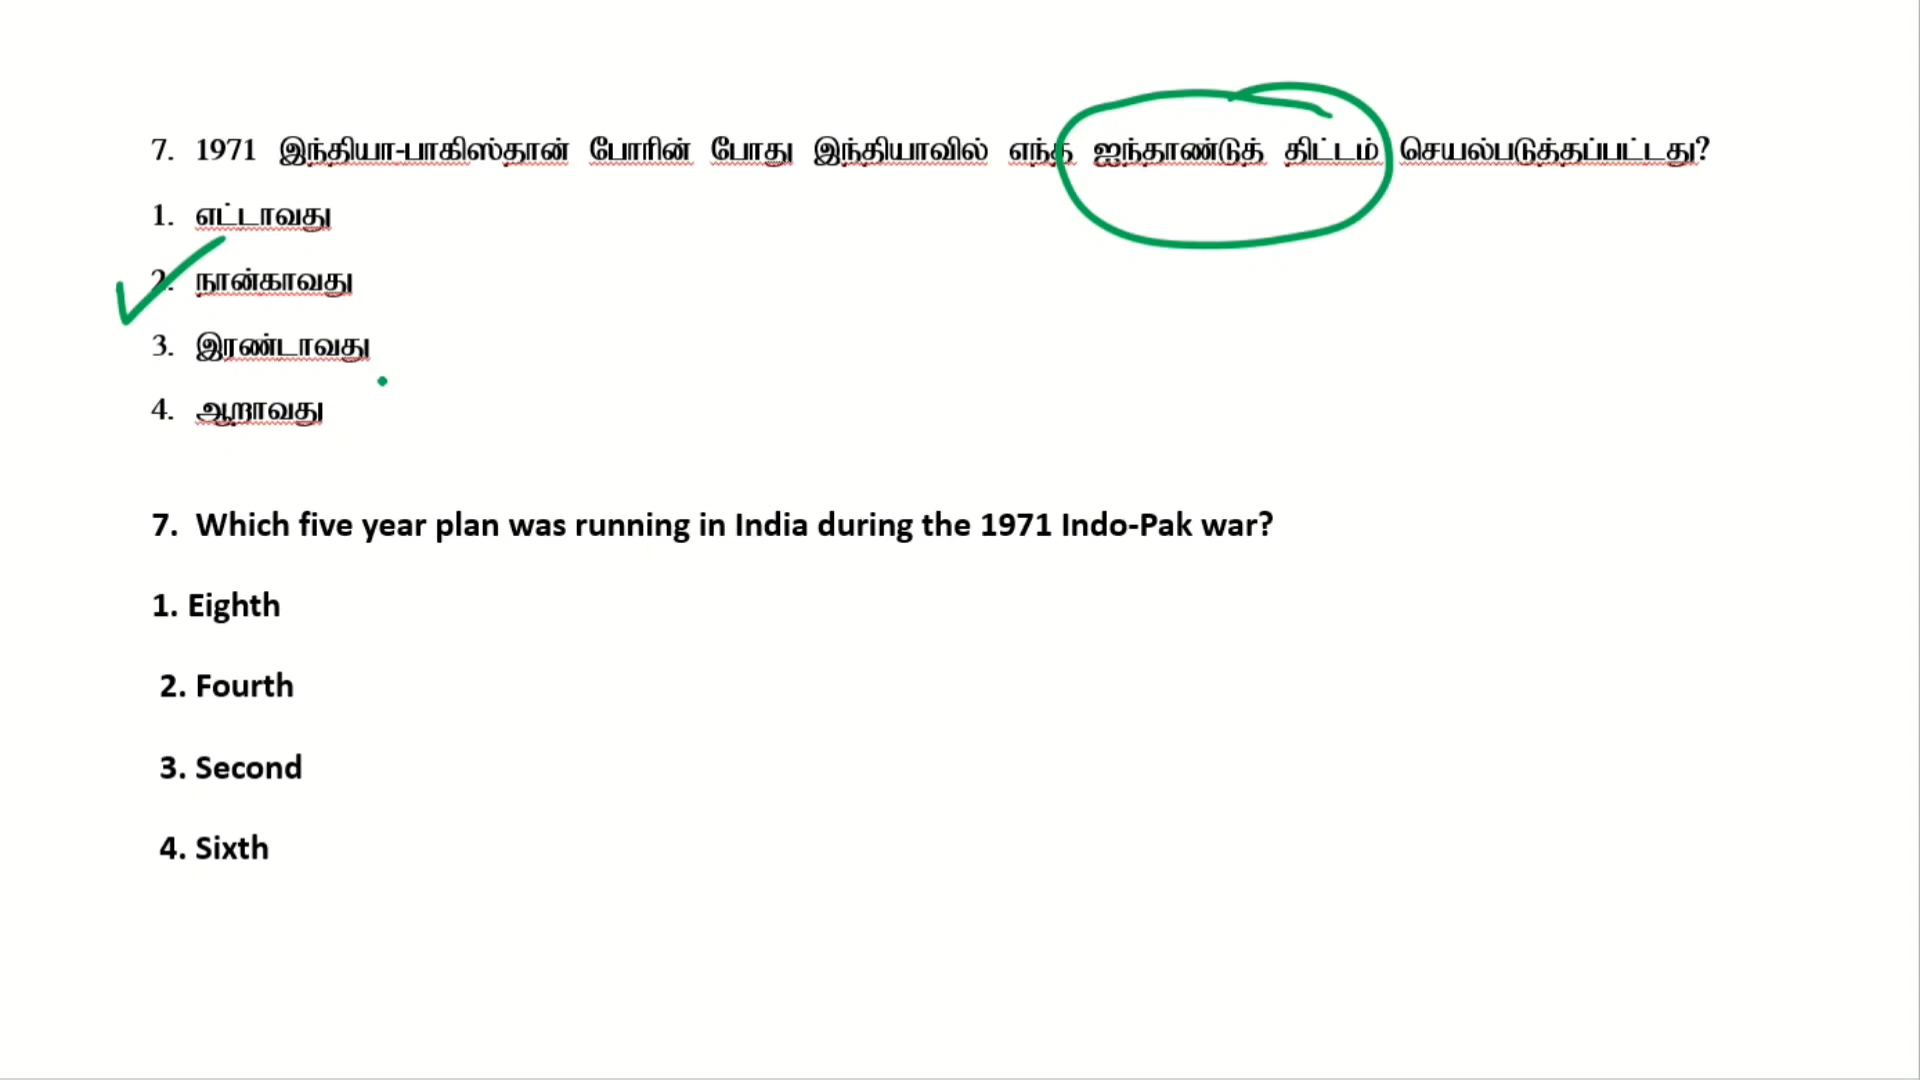 7. 1971 இந்தியா-பாகிஸ்தான் போரின் போது இந்தியாவில் எந்த ஐந்தாண்டுத் திட்டம் செயல்படுத்தப்பட்டது?
1. எட்டாவது
2. நான்காவது
3. இரண்டாவது
4. ஆறாவது
7. Which five year plan was running in India during the 1971 Indo-Pak war?
1. Eighth
2. Fourth
3. Second
4. Sixth